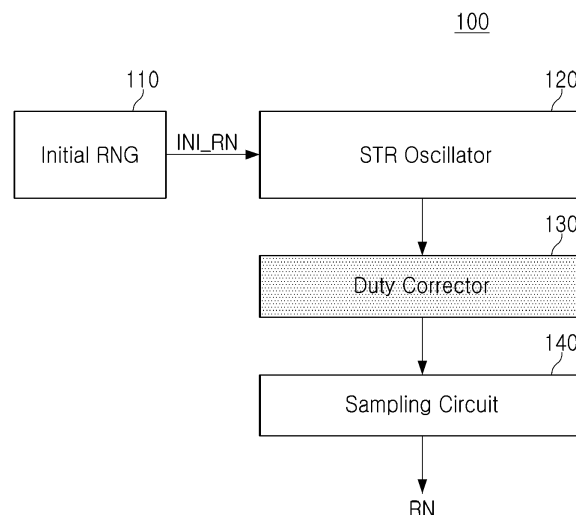 100
110
120
Initial RNG
INI_RN
STR Oscillator
130
Duty Corrector
140
Sampling Circuit
RN